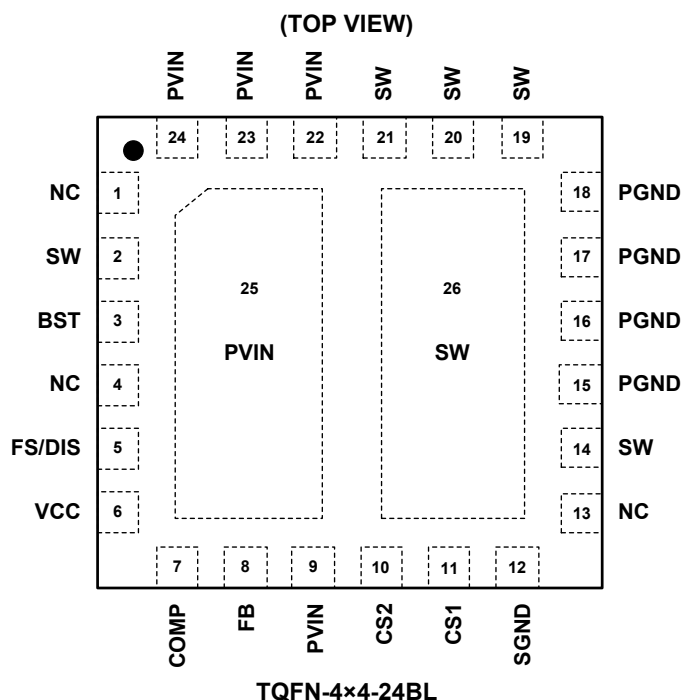 (TOP VIEW)
PVIN PVIN PVIN SW SW SW
24 23 22 21 20 19
NC 1 18 PGND
SW 2 17 PGND
25 26
BST 3 16 PGND
PVIN SW
NC 4 15 PGND
FS/DIS 5 14 SW
VCC 6 13 NC
7 8 9 10 11 12
COMP FB PVIN CS2 CS1 SGND
TQFN-4×4-24BL